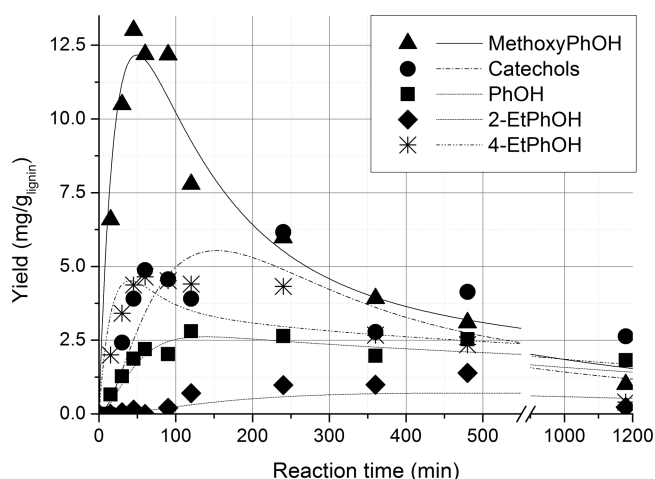 12.5
10.0
7.5
5.0
2.5
0.0
Yield (mg/g_lignin)
MethoxyPhOH
Catechols
PhOH
2-EtPhOH
4-EtPhOH
0 100 200 300 400 500 1000 1200
Reaction time (min)